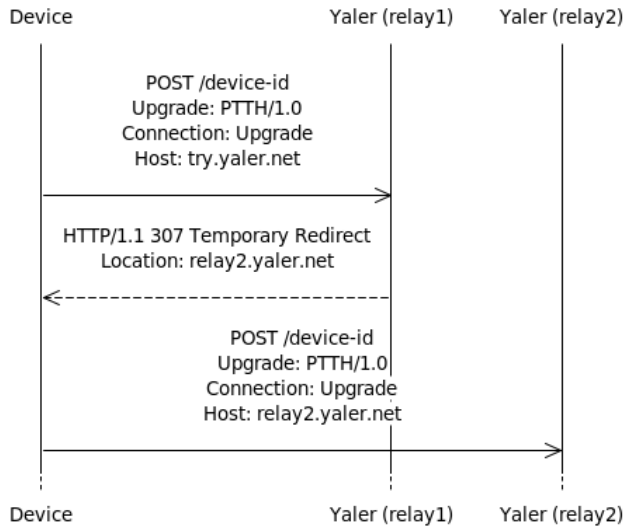 Device Yaler (relay1) Yaler (relay2)
POST /device-id
Upgrade: PTTH/1.0
Connection: Upgrade
Host: try.yaler.net
HTTP/1.1 307 Temporary Redirect
Location: relay2.yaler.net
POST /device-id
Upgrade: PTTH/1.0
Connection: Upgrade
Host: relay2.yaler.net
Device Yaler (relay1) Yaler (relay2)